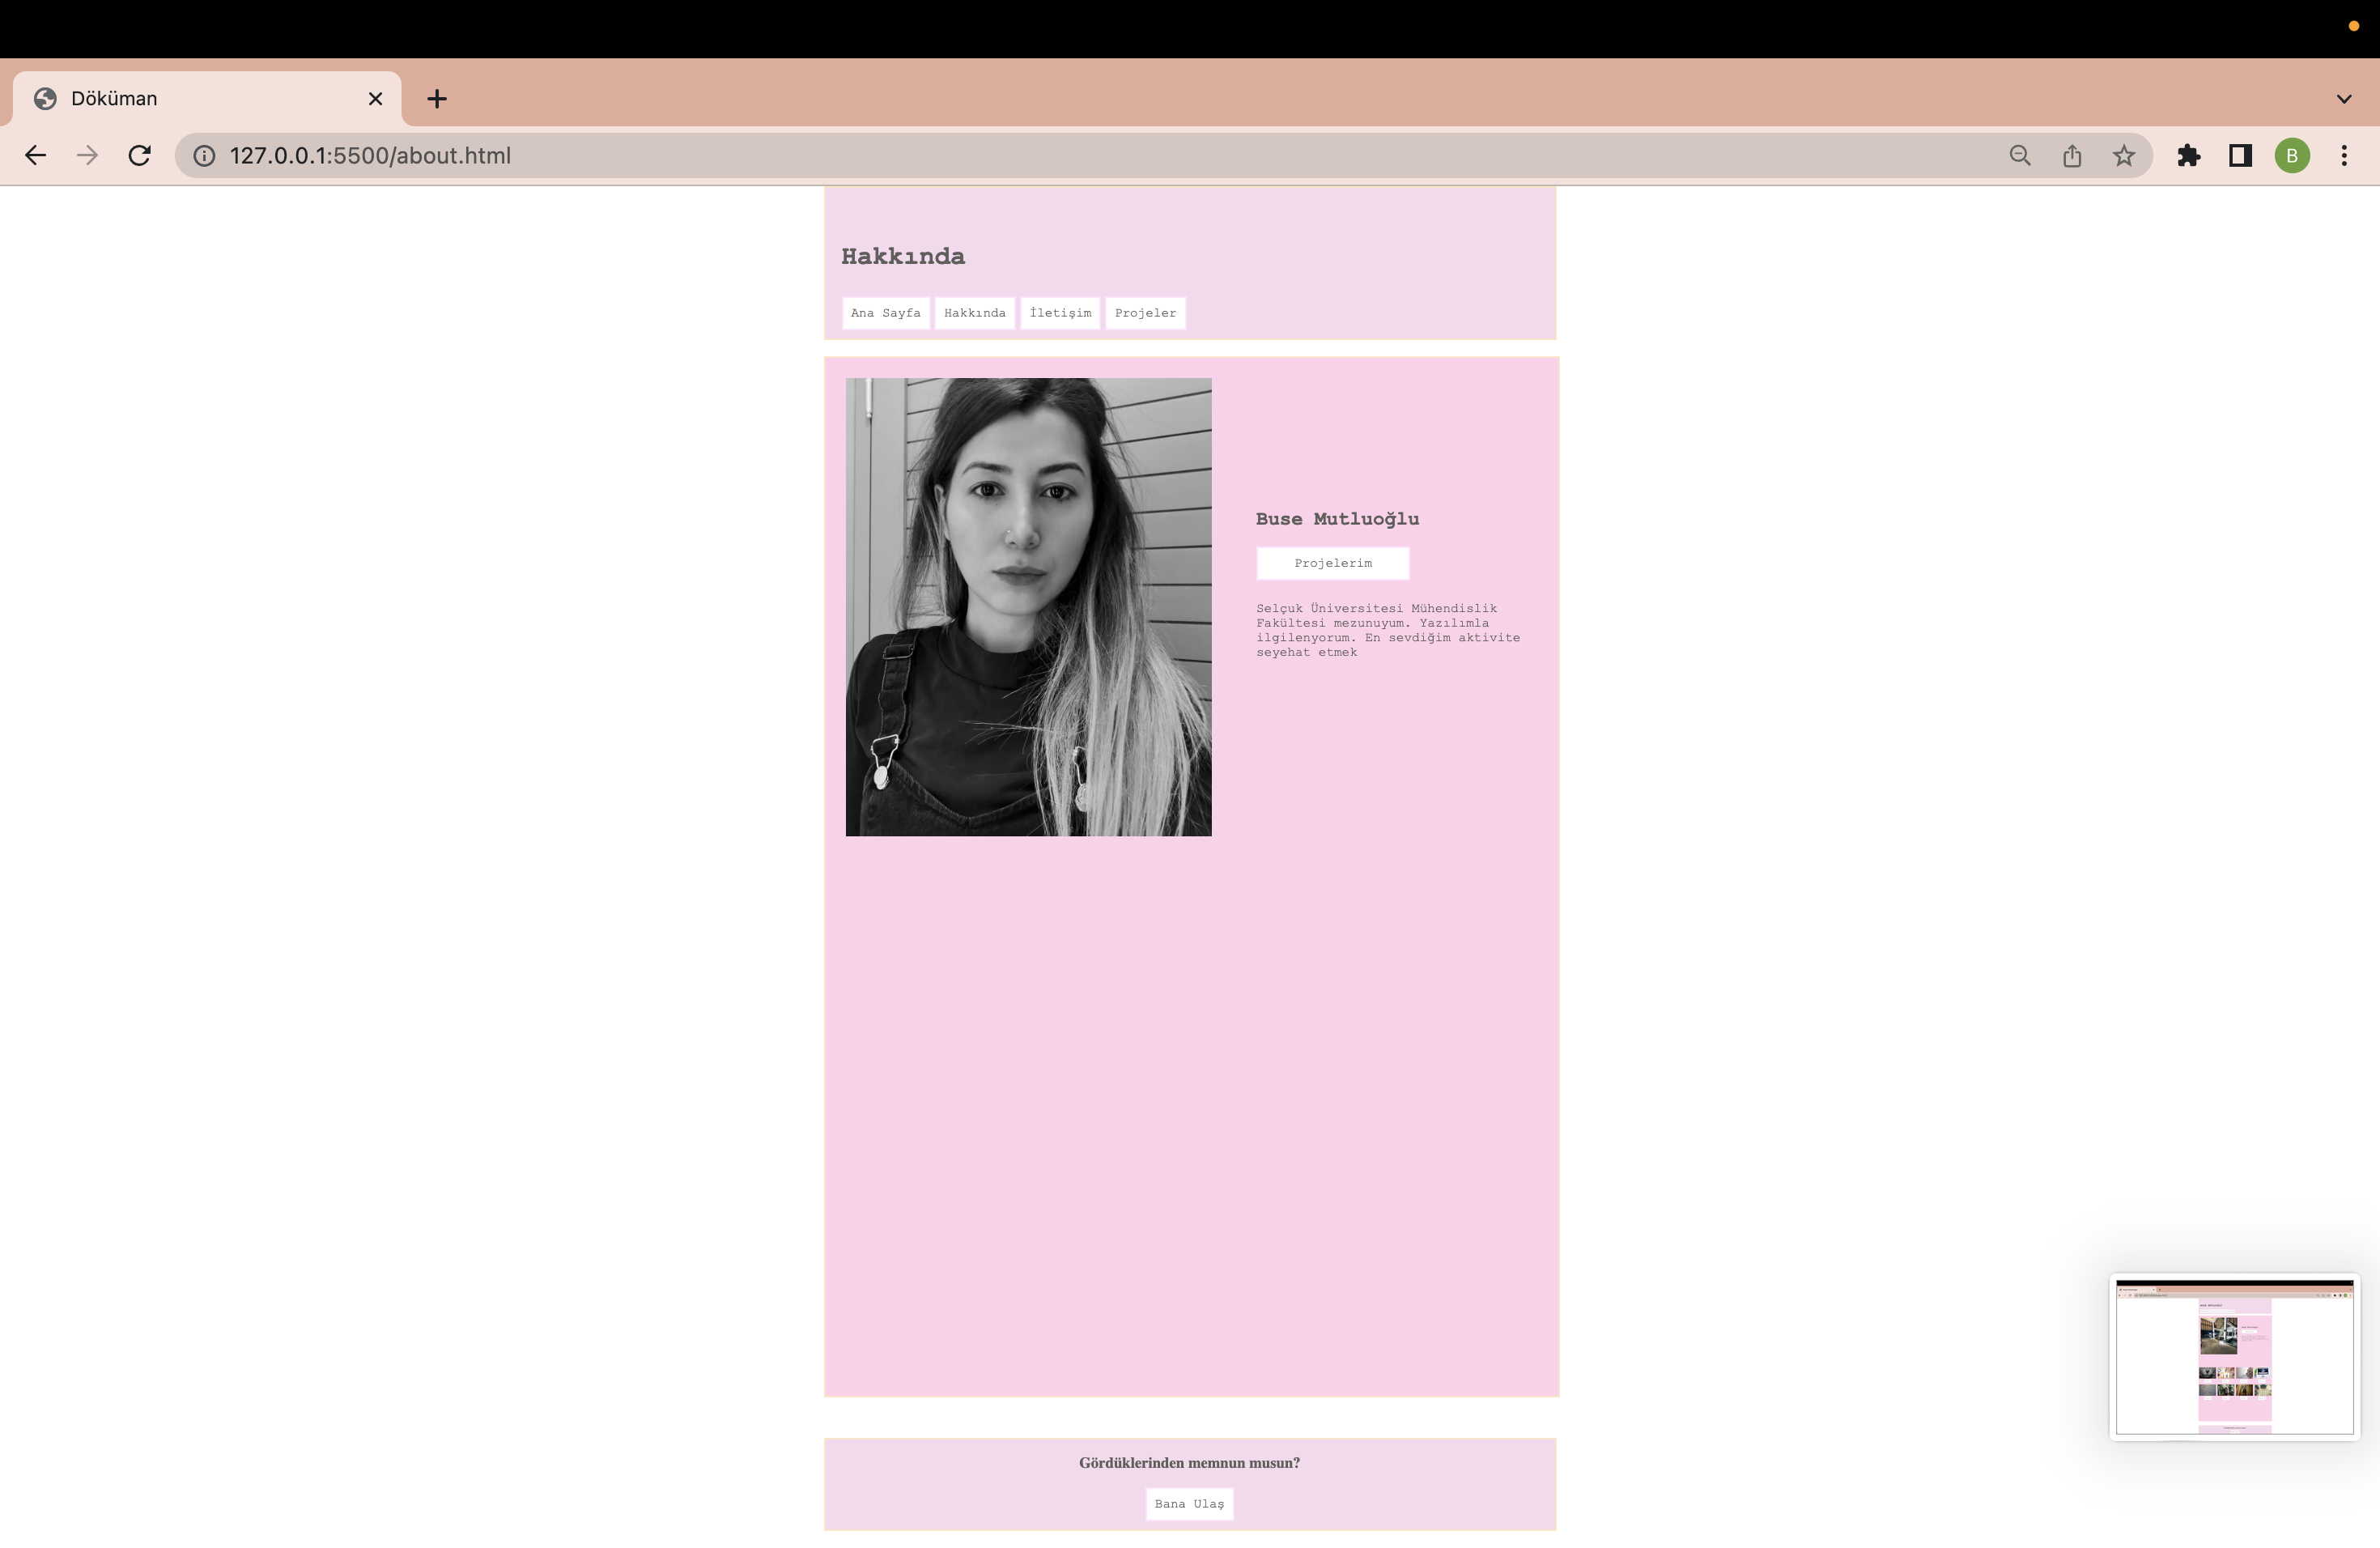 Döküman
127.0.0.1:5500/about.html
B
Hakkında
Ana Sayfa Hakkında İletişim Projeler
Buse Mutluoğlu
Projelerim
Selçuk Üniversitesi Mühendislik
Fakültesi mezunuyum. Yazılımla
ilgilenyorum. En sevdiğim aktivite
seyehat etmek
Gördüklerinden memnun musun?
Bana Ulaş